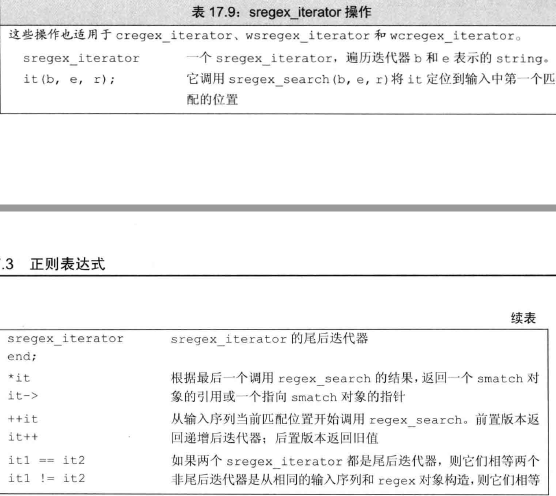 表 17.9：sregex_iterator 操作
这些操作也适用于 cregex_iterator、wsregex_iterator 和 wcregex_iterator。
sregex_iterator 一个 sregex_iterator，遍历迭代器 b 和 e 表示的 string。
it(b, e, r); 它调用 sregex_search(b, e, r)将 it 定位到输入中第一个匹
配的位置
.3 正则表达式
续表
sregex_iterator sregex_iterator 的尾后迭代器
end;
*it 根据最后一个调用 regex_search 的结果，返回一个 smatch 对
it-> 象的引用或一个指向 smatch 对象的指针
++it 从输入序列当前匹配位置开始调用 regex_search。前置版本返
it++ 回递增后迭代器；后置版本返回旧值
it1 == it2 如果两个 sregex_iterator 都是尾后迭代器，则它们相等两个
it1 != it2 非尾后迭代器是从相同的输入序列和 regex 对象构造，则它们相等